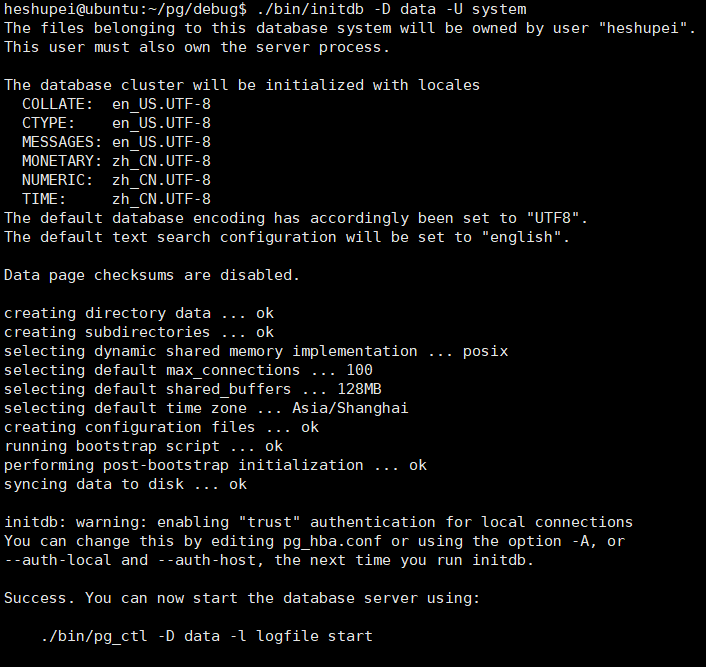 heshupei@ubuntu:~/pg/debug$ ./bin/initdb -D data -U system
The files belonging to this database system will be owned by user "heshupei".
This user must also own the server process.
The database cluster will be initialized with locales
COLLATE:  en_US.UTF-8
CTYPE:    en_US.UTF-8
MESSAGES: en_US.UTF-8
MONETARY: zh_CN.UTF-8
NUMERIC:  zh_CN.UTF-8
TIME:     zh_CN.UTF-8
The default database encoding has accordingly been set to "UTF8".
The default text search configuration will be set to "english".
Data page checksums are disabled.
creating directory data ... ok
creating subdirectories ... ok
selecting dynamic shared memory implementation ... posix
selecting default max_connections ... 100
selecting default shared_buffers ... 128MB
selecting default time zone ... Asia/Shanghai
creating configuration files ... ok
running bootstrap script ... ok
performing post-bootstrap initialization ... ok
syncing data to disk ... ok
initdb: warning: enabling "trust" authentication for local connections
You can change this by editing pg_hba.conf or using the option -A, or
--auth-local and --auth-host, the next time you run initdb.
Success. You can now start the database server using:
./bin/pg_ctl -D data -l logfile start